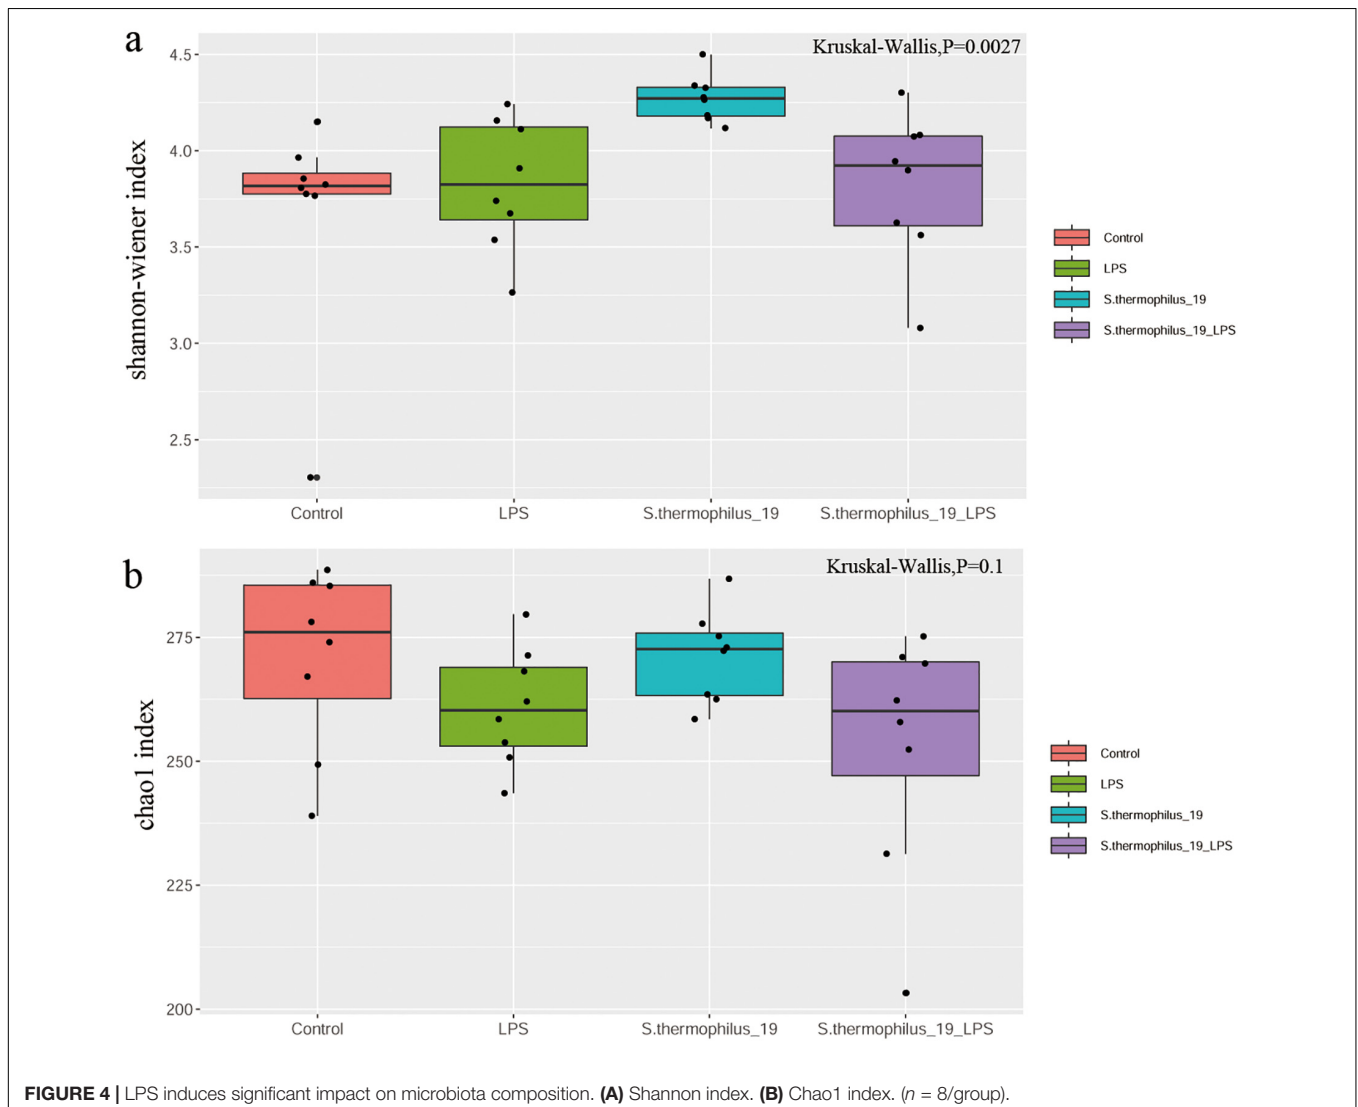 a
Kruskal-Wallis,P=0.0027
shannon-wiener index
4.5
4.0
3.5
3.0
2.5
Control
LPS
S.thermophilus_19
S.thermophilus_19_LPS
Control
LPS
S.thermophilus_19
S.thermophilus_19_LPS
b
Kruskal-Wallis,P=0.1
chao1 index
275
250
225
200
Control
LPS
S.thermophilus_19
S.thermophilus_19_LPS
Control
LPS
S.thermophilus_19
S.thermophilus_19_LPS
FIGURE 4 | LPS induces significant impact on microbiota composition. (A) Shannon index. (B) Chao1 index. (n = 8/group).